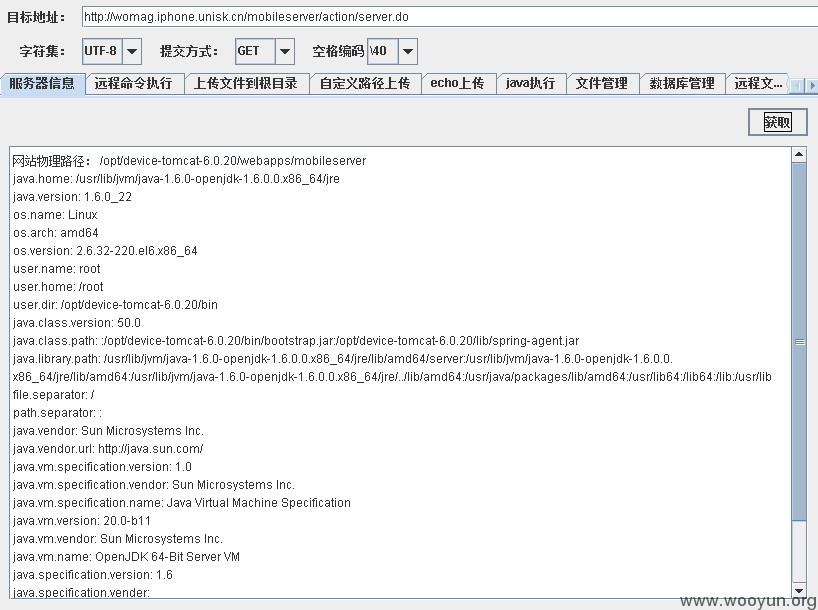 目标地址： http://womag.iphone.unisk.cn/mobileserver/action/server.do
字符集： UTF-8 提交方式： GET 空格编码 \40
服务器信息 远程命令执行 上传文件到根目录 自定义路径上传 echo上传 java执行 文件管理 数据库管理 远程文...
获取
网站物理路径： /opt/device-tomcat-6.0.20/webapps/mobileserver
java.home: /usr/lib/jvm/java-1.6.0-openjdk-1.6.0.0.x86_64/jre
java.version: 1.6.0_22
os.name: Linux
os.arch: amd64
os.version: 2.6.32-220.el6.x86_64
user.name: root
user.home: /root
user.dir: /opt/device-tomcat-6.0.20/bin
java.class.version: 50.0
java.class.path: :/opt/device-tomcat-6.0.20/bin/bootstrap.jar:/opt/device-tomcat-6.0.20/lib/spring-agent.jar
java.library.path: /usr/lib/jvm/java-1.6.0-openjdk-1.6.0.0.x86_64/jre/lib/amd64/server:/usr/lib/jvm/java-1.6.0-openjdk-1.6.0.0.
x86_64/jre/lib/amd64:/usr/lib/jvm/java-1.6.0-openjdk-1.6.0.0.x86_64/jre/../lib/amd64:/usr/java/packages/lib/amd64:/usr/lib64:/lib64:/lib:/usr/lib
file.separator: /
path.separator: :
java.vendor: Sun Microsystems Inc.
java.vendor.url: http://java.sun.com/
java.vm.specification.version: 1.0
java.vm.specification.vendor: Sun Microsystems Inc.
java.vm.specification.name: Java Virtual Machine Specification
java.vm.version: 20.0-b11
java.vm.vendor: Sun Microsystems Inc.
java.vm.name: OpenJDK 64-Bit Server VM
java.specification.version: 1.6
java.specification.vender:
www.wooyun.org